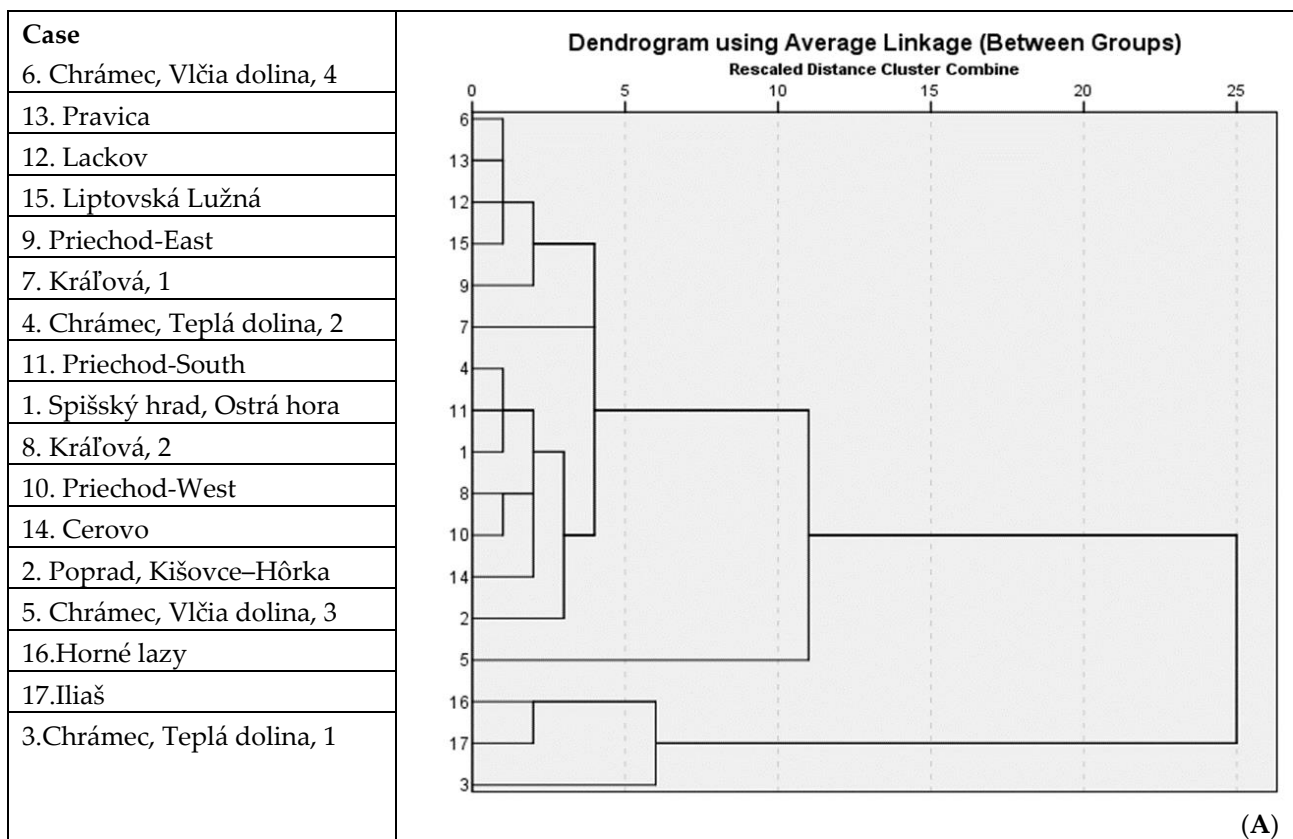 Case
6. Chrámec, Vlčia dolina, 4
13. Pravica
12. Lackov
15. Liptovská Lužná
9. Priechod-East
7. Kráľová, 1
4. Chrámec, Teplá dolina, 2
11. Priechod-South
1. Spišský hrad, Ostrá hora
8. Kráľová, 2
10. Priechod-West
14. Cerovo
2. Poprad, Kišovce–Hôrka
5. Chrámec, Vlčia dolina, 3
16.Horné lazy
17.Iliaš
3.Chrámec, Teplá dolina, 1
Dendrogram using Average Linkage (Between Groups)
Rescaled Distance Cluster Combine
0 5 10 15 20 25
6
13
12
15
9
7
4
11
1
8
10
14
2
5
16
17
3
(A)